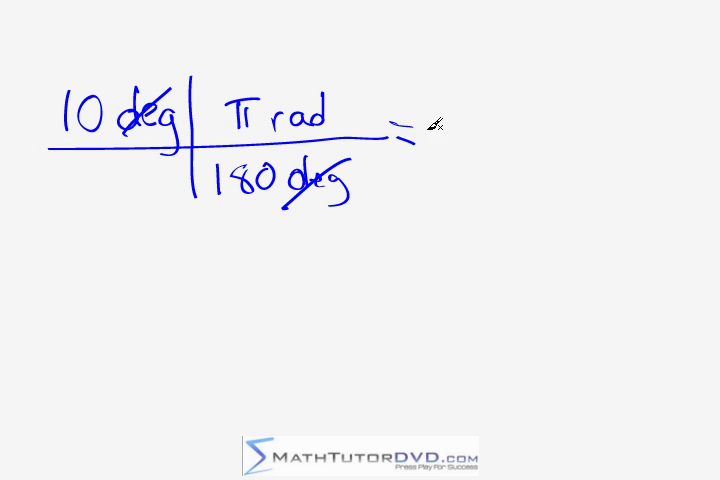 10 deg | π rad =
180 deg
MATHTUTORDVD.COM
Press Play For Success